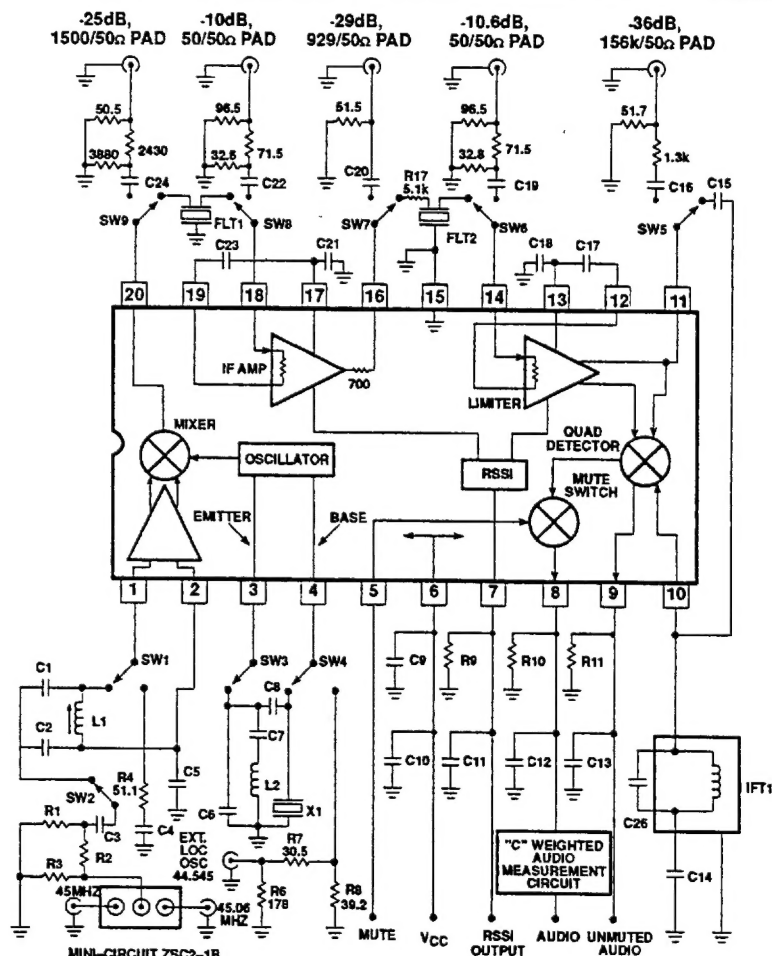 -25dB, -10dB, -29dB, -10.6dB, -36dB,
1500/50Ω PAD 50/50Ω PAD 929/50Ω PAD 50/50Ω PAD 156k/50Ω PAD
50.5 96.5 51.5 96.5 51.7
2430 71.5 71.5 1.3k
3880 32.6 32.8
C24 C22 C20 R17 5.1k C19 C16 C15
SW9 FLT1 SW8 SW7 FLT2 SW6 SW5
C23 C21 C18 C17
20 19 18 17 16 15 14 13 12 11
IF AMP 700 LIMITER
MIXER
OSCILLATOR
RSSI
QUAD DETECTOR
MUTE SWITCH
EMITTER BASE
1 2 3 4 5 6 7 8 9 10
SW1 SW3 SW4
C9 R9 R10 R11
C1 L1 C8
C2 C7
C5
R4 51.1
SW2
L2 X1
C10 C11 C12 C13
C26 IFT1
R1 C3 C4 C6
R2
R3
EXT. LOC OSC 44.545
R7 30.5
R6 178
R8 39.2
"C" WEIGHTED AUDIO MEASUREMENT CIRCUIT
C14
45MHZ 45.06 MHZ
MUTE VCC RSSI OUTPUT AUDIO UNMUTED AUDIO
MINI-CIRCUIT ZSC2-1B